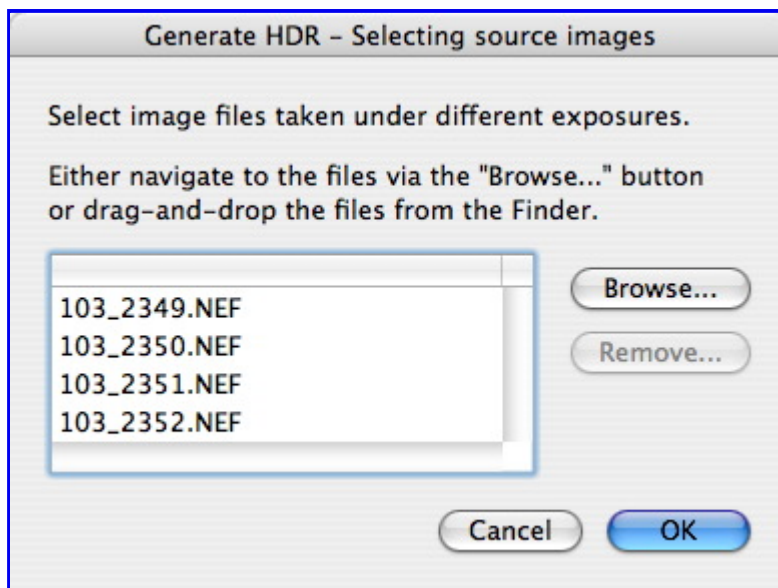 Generate HDR – Selecting source images
Select image files taken under different exposures.
Either navigate to the files via the "Browse..." button
or drag-and-drop the files from the Finder.
103_2349.NEF
103_2350.NEF
103_2351.NEF
103_2352.NEF
Browse...
Remove...
Cancel
OK